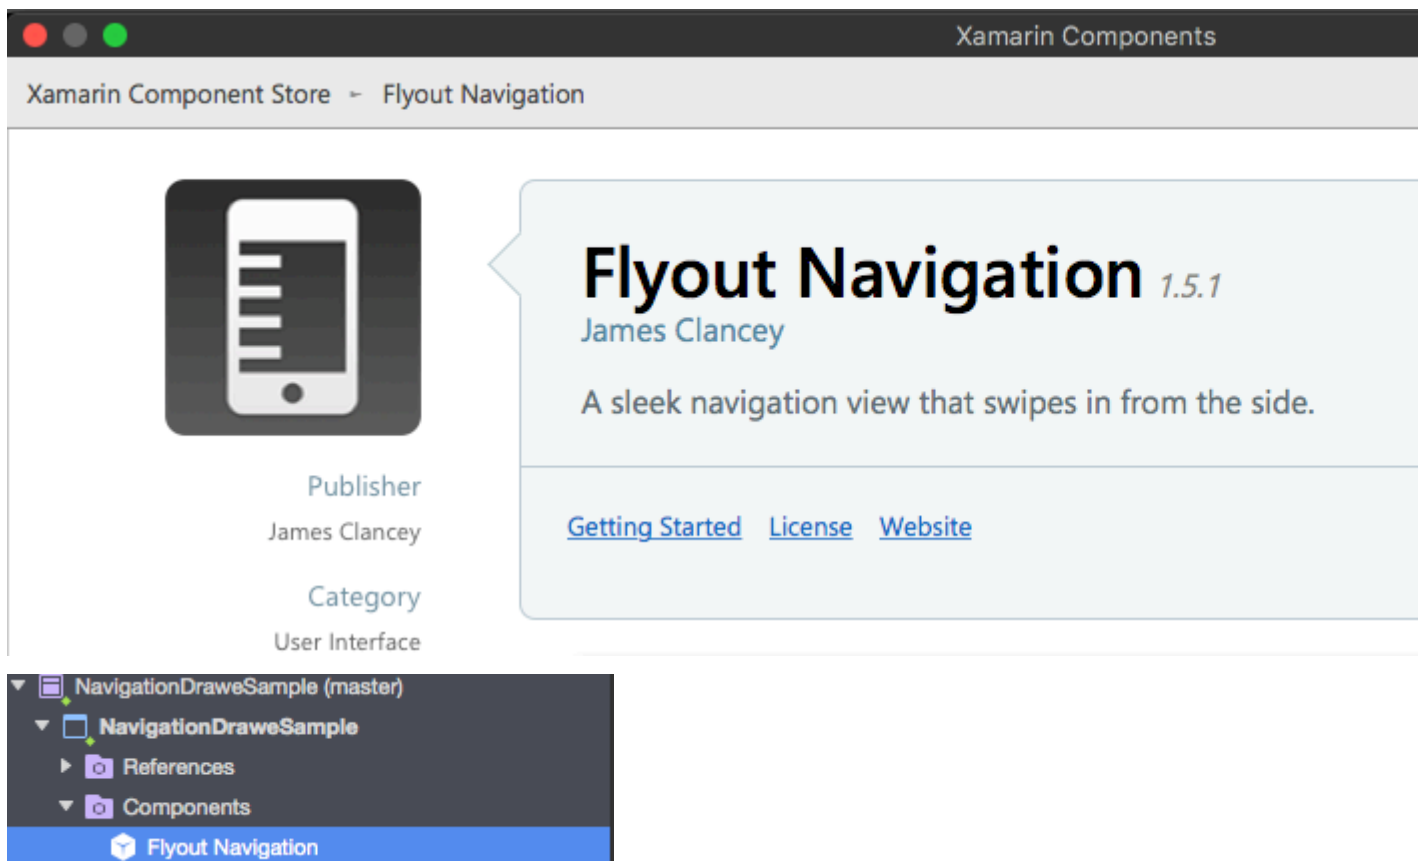 Xamarin Components
Xamarin Component Store Flyout Navigation
Flyout Navigation 1.5.1
James Clancey
A sleek navigation view that swipes in from the side.
Getting Started License Website
Publisher
James Clancey
Category
User Interface
NavigationDraweSample (master)
NavigationDraweSample
References
Components
Flyout Navigation